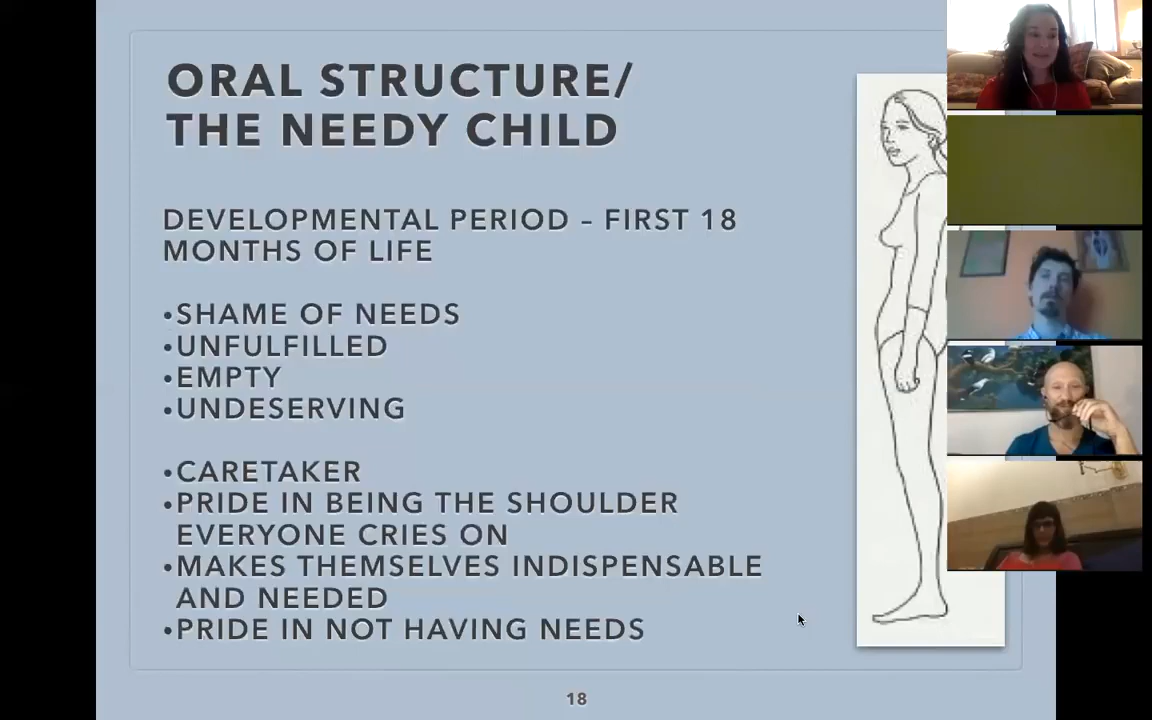 ORAL STRUCTURE/
THE NEEDY CHILD
DEVELOPMENTAL PERIOD – FIRST 18
MONTHS OF LIFE
•SHAME OF NEEDS
•UNFULFILLED
•EMPTY
•UNDESERVING
•CARETAKER
•PRIDE IN BEING THE SHOULDER
EVERYONE CRIES ON
•MAKES THEMSELVES INDISPENSABLE
AND NEEDED
•PRIDE IN NOT HAVING NEEDS
18